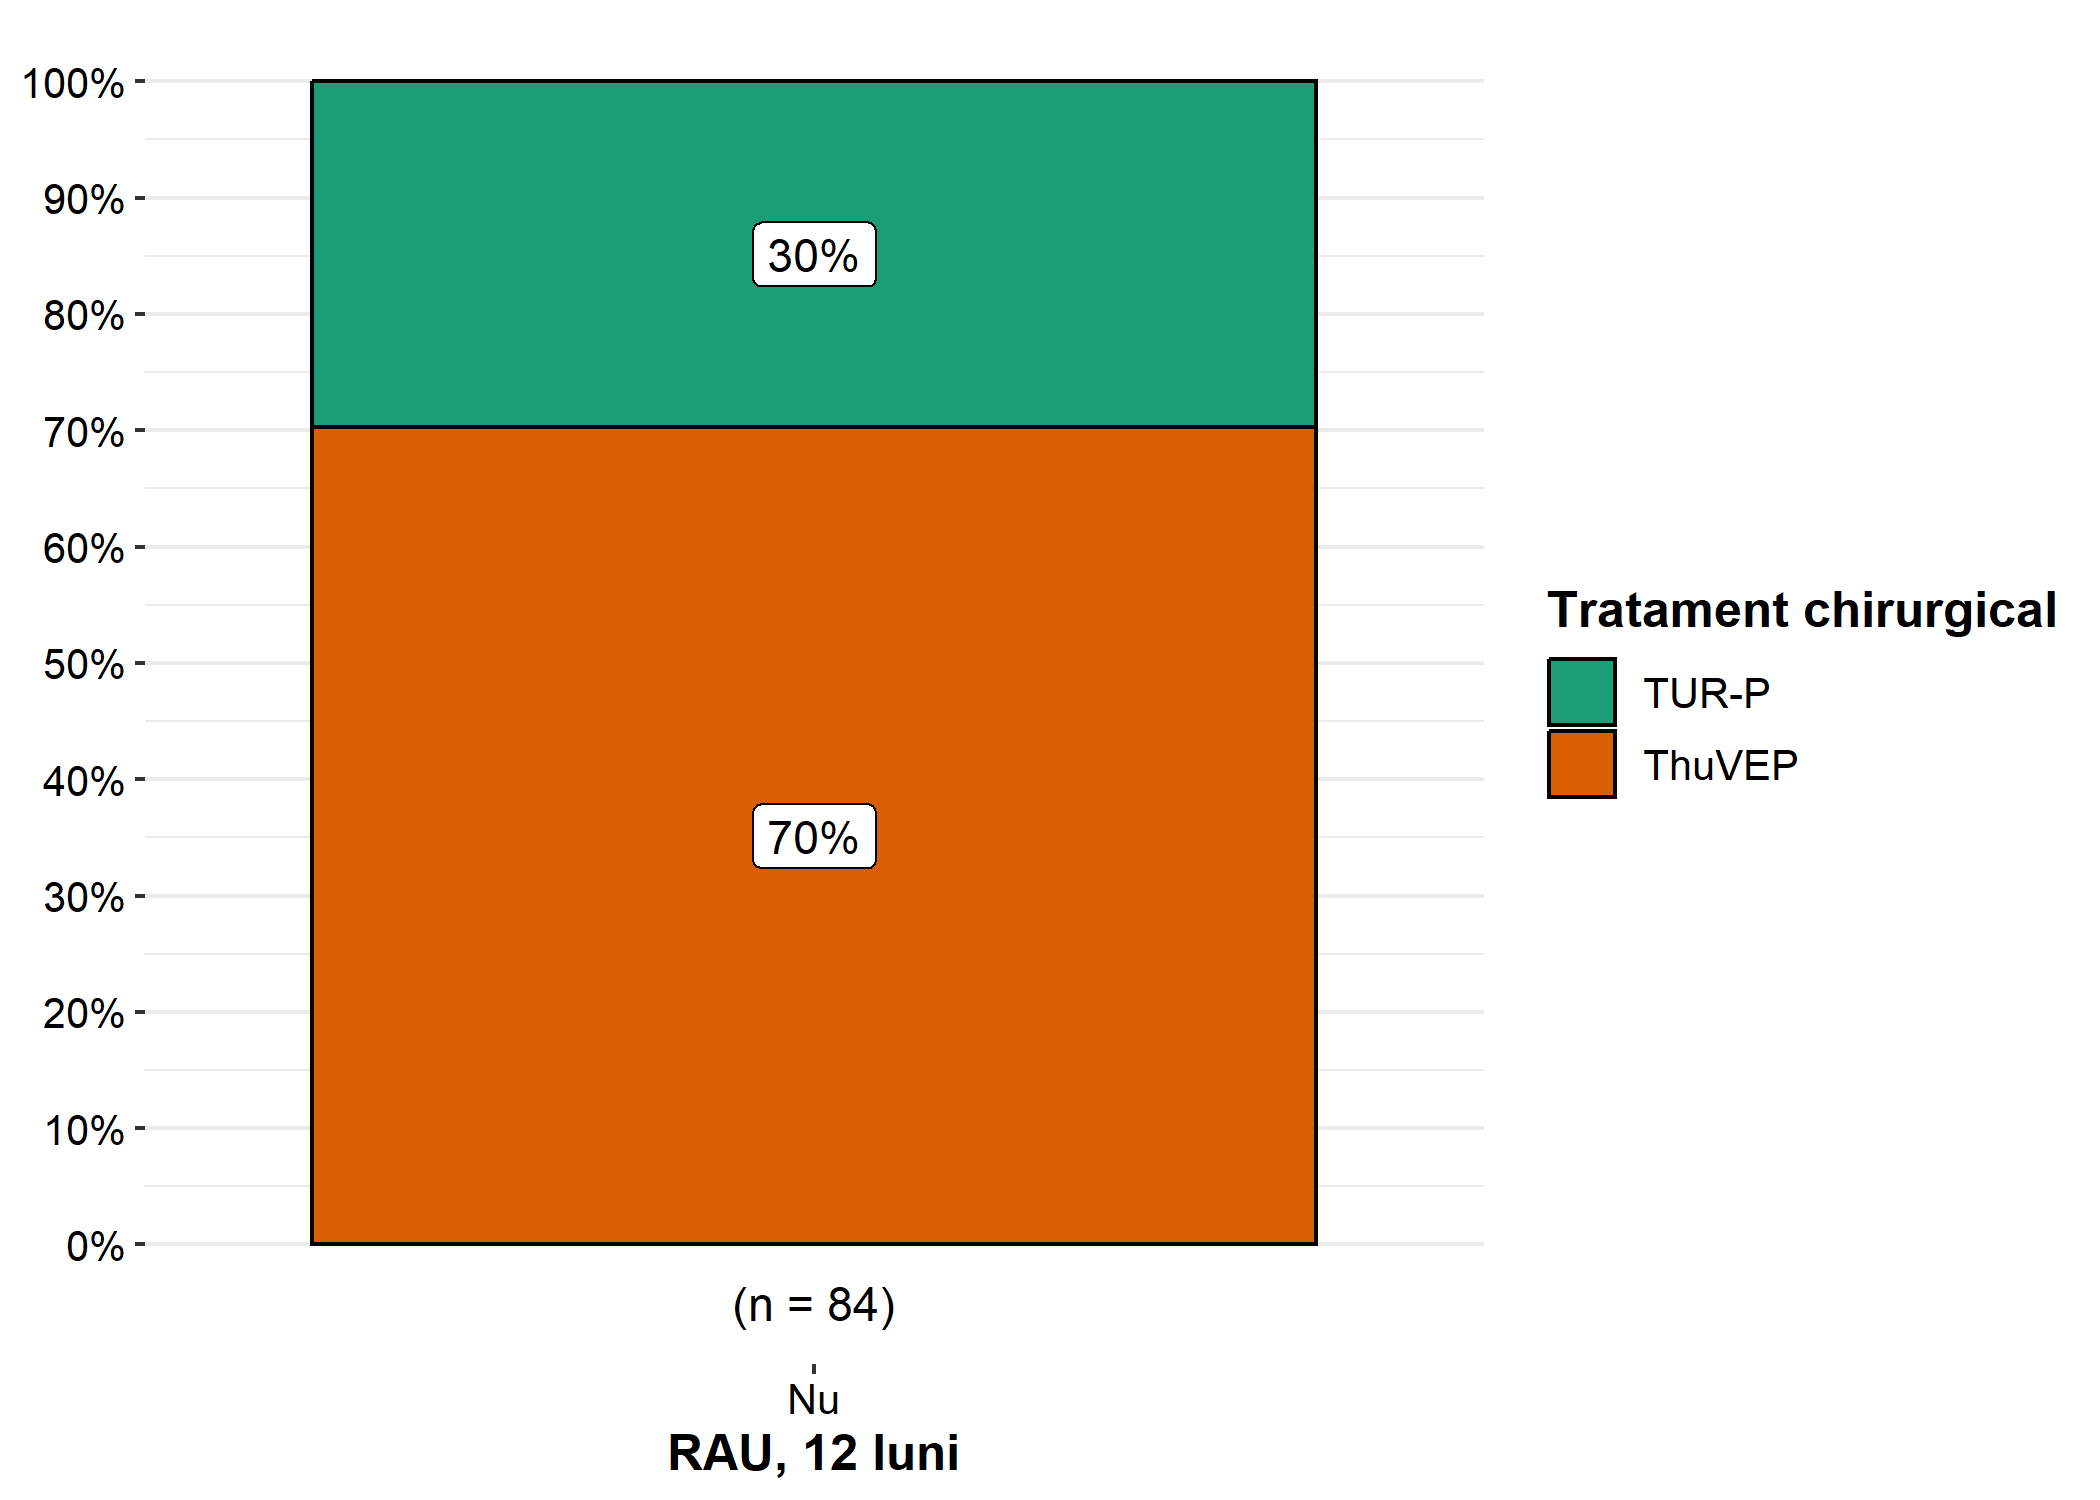 100%
90%
80%
70%
60%
50%
40%
30%
20%
10%
0%
30%
70%
(n = 84)
Nu
RAU, 12 luni
Tratament chirurgical
TUR-P
ThuVEP